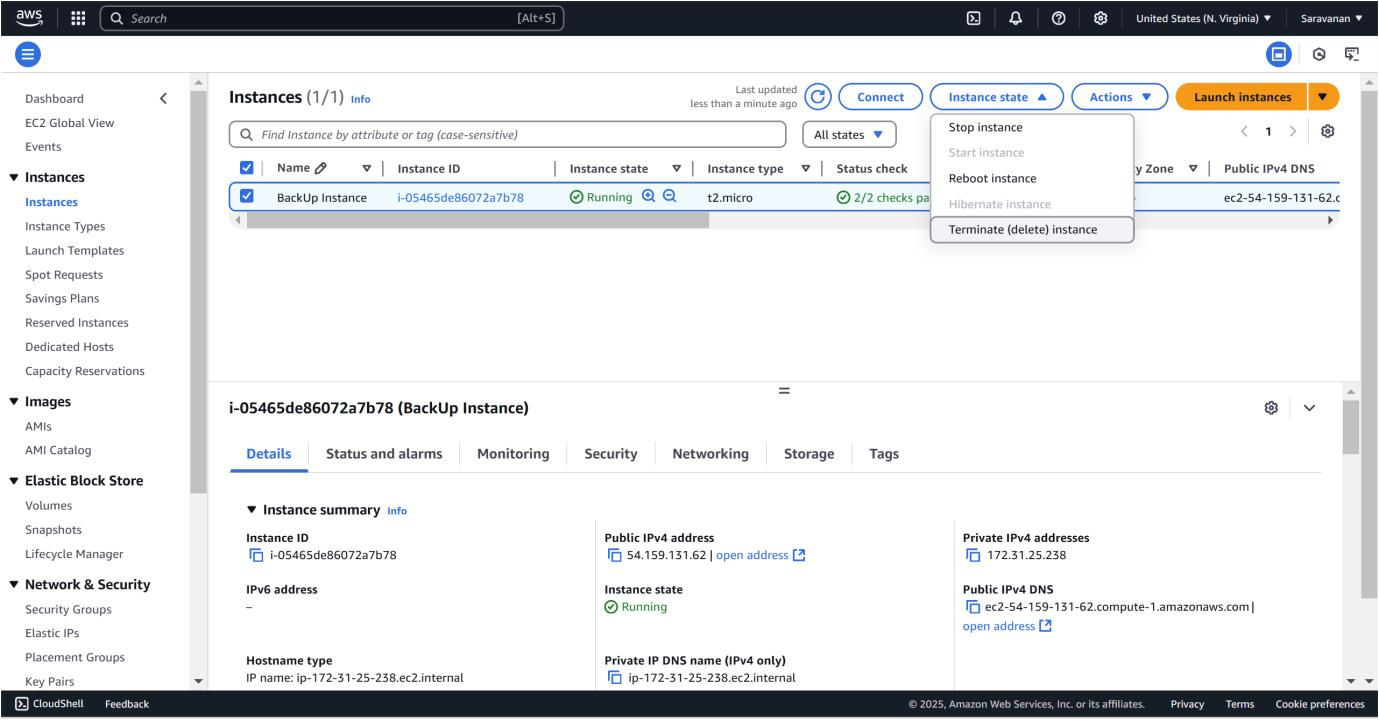 aws
Search [Alt+S]
United States (N. Virginia) Saravanan
Dashboard
EC2 Global View
Events
Instances
Instances
Instance Types
Launch Templates
Spot Requests
Savings Plans
Reserved Instances
Dedicated Hosts
Capacity Reservations
Images
AMIs
AMI Catalog
Elastic Block Store
Volumes
Snapshots
Lifecycle Manager
Network & Security
Security Groups
Elastic IPs
Placement Groups
Key Pairs
Instances (1/1) Info
Last updated
less than a minute ago
Connect Instance state Actions Launch instances
Find Instance by attribute or tag (case-sensitive) All states 1
Stop instance
Start instance
Reboot instance
Hibernate instance
Terminate (delete) instance
Name Instance ID Instance state Instance type Status check y Zone Public IPv4 DNS
BackUp Instance i-05465de86072a7b78 Running t2.micro 2/2 checks pa ec2-54-159-131-62.c
i-05465de86072a7b78 (BackUp Instance)
Details Status and alarms Monitoring Security Networking Storage Tags
Instance summary Info
Instance ID
i-05465de86072a7b78
Public IPv4 address
54.159.131.62 | open address
Private IPv4 addresses
172.31.25.238
IPv6 address
–
Instance state
Running
Public IPv4 DNS
ec2-54-159-131-62.compute-1.amazonaws.com |
open address
Hostname type
IP name: ip-172-31-25-238.ec2.internal
Private IP DNS name (IPv4 only)
ip-172-31-25-238.ec2.internal
CloudShell Feedback © 2025, Amazon Web Services, Inc. or its affiliates. Privacy Terms Cookie preferences